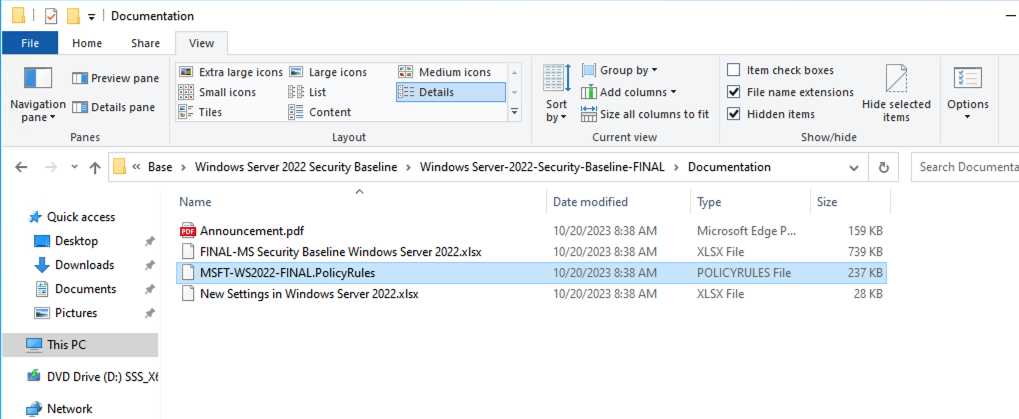 Documentation
File Home Share View
Navigation pane
Preview pane
Details pane
Panes
Extra large icons Large icons Medium icons
Small icons List Details
Tiles Content
Layout
Sort by
Group by
Add columns
Size all columns to fit
Current view
Item check boxes
File name extensions
Hidden items
Hide selected items
Show/hide
Options
« Base > Windows Server 2022 Security Baseline > Windows Server-2022-Security-Baseline-FINAL > Documentation
Search Documenta
Quick access
Desktop
Downloads
Documents
Pictures
This PC
DVD Drive (D:) SSS_X6
Network
Name Date modified Type Size
PDF Announcement.pdf 10/20/2023 8:38 AM Microsoft Edge P... 159 KB
FINAL-MS Security Baseline Windows Server 2022.xlsx 10/20/2023 8:38 AM XLSX File 739 KB
MSFT-WS2022-FINAL.PolicyRules 10/20/2023 8:38 AM POLICYRULES File 237 KB
New Settings in Windows Server 2022.xlsx 10/20/2023 8:38 AM XLSX File 28 KB